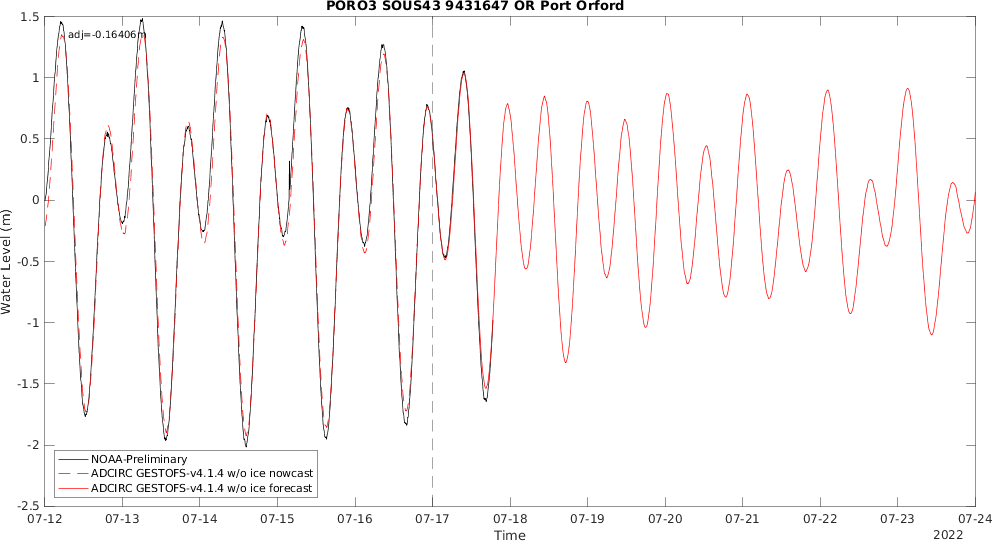 PORO3 SOUS43 9431647 OR Port Orford
adj=-0.16406 m
1.5
1
0.5
0
-0.5
-1
-1.5
-2
-2.5
Water Level (m)
NOAA-Preliminary
ADCIRC GESTOFS-v4.1.4 w/o ice nowcast
ADCIRC GESTOFS-v4.1.4 w/o ice forecast
07-12 07-13 07-14 07-15 07-16 07-17 07-18 07-19 07-20 07-21 07-22 07-23 07-24
Time
2022